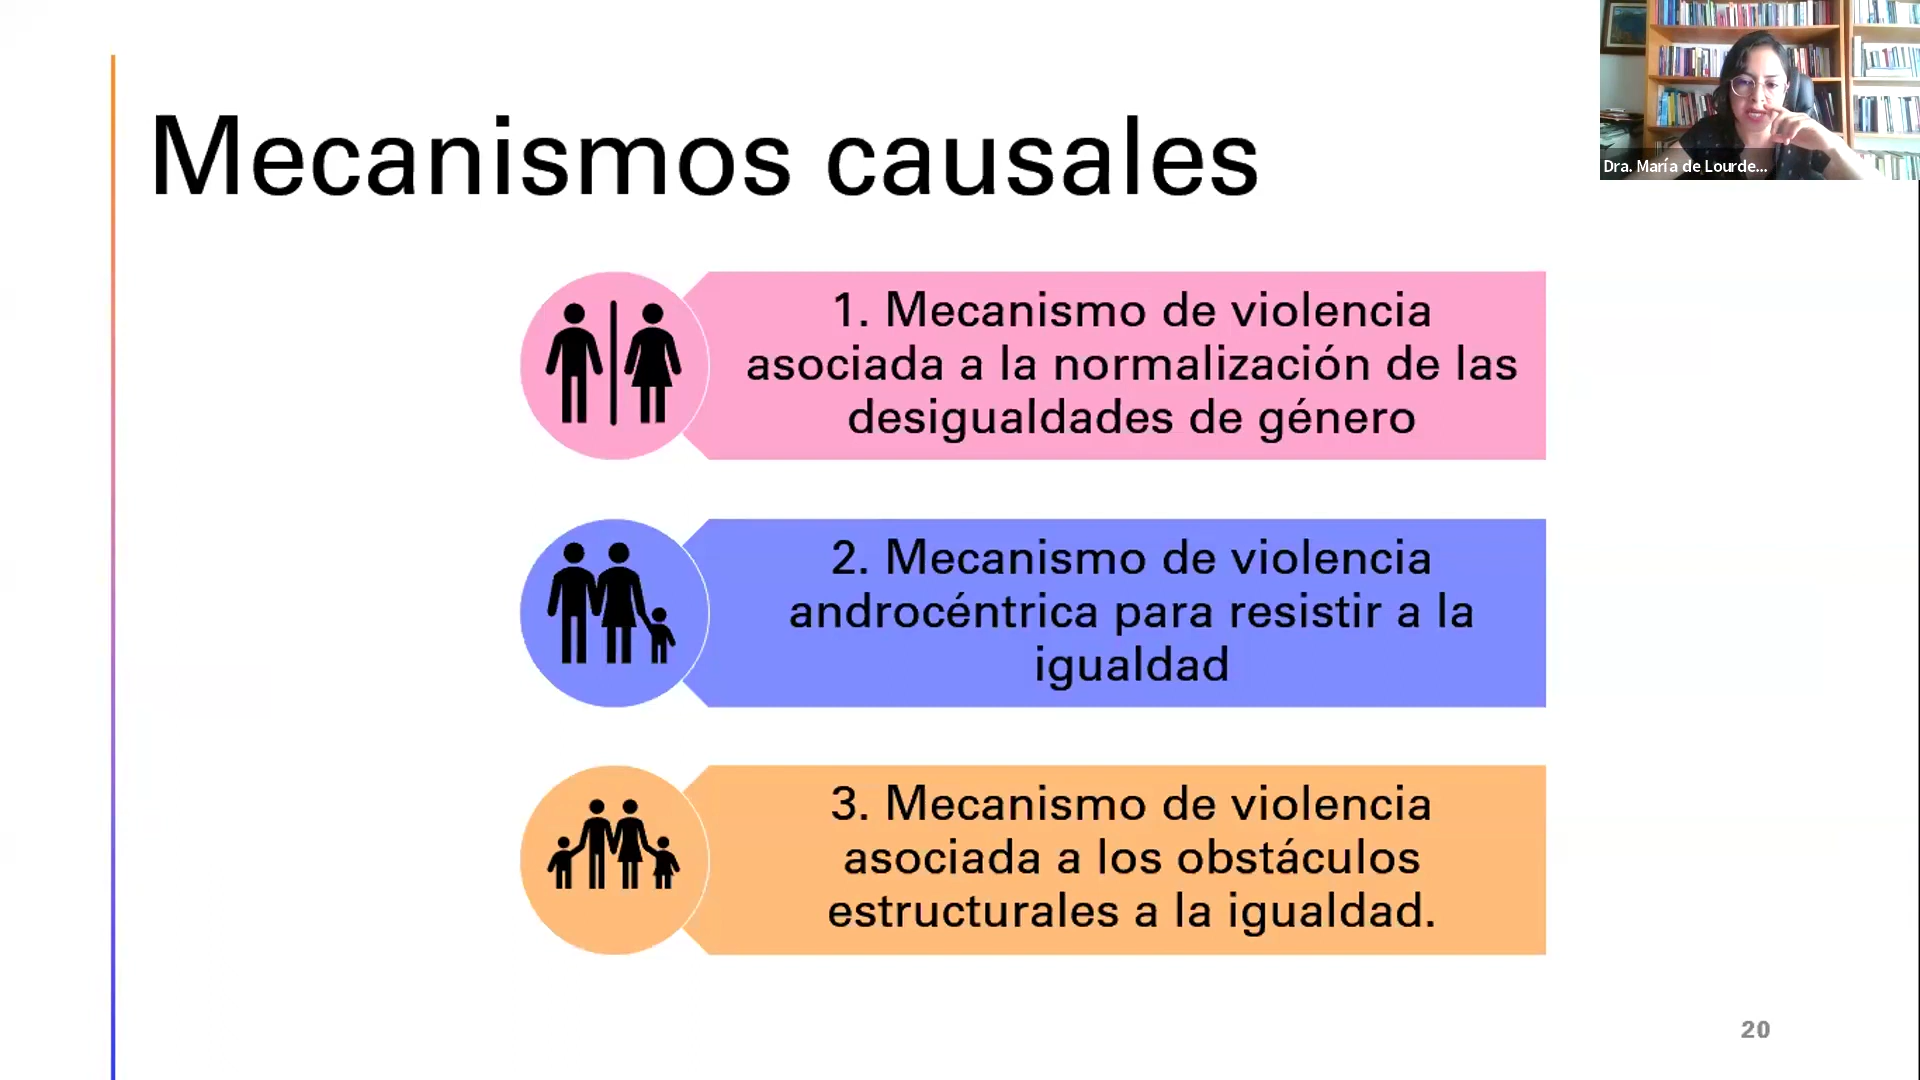 Mecanismos causales
Dra. María de Lourde...
1. Mecanismo de violencia
asociada a la normalización de las
desigualdades de género
2. Mecanismo de violencia
androcéntrica para resistir a la
igualdad
3. Mecanismo de violencia
asociada a los obstáculos
estructurales a la igualdad.
20